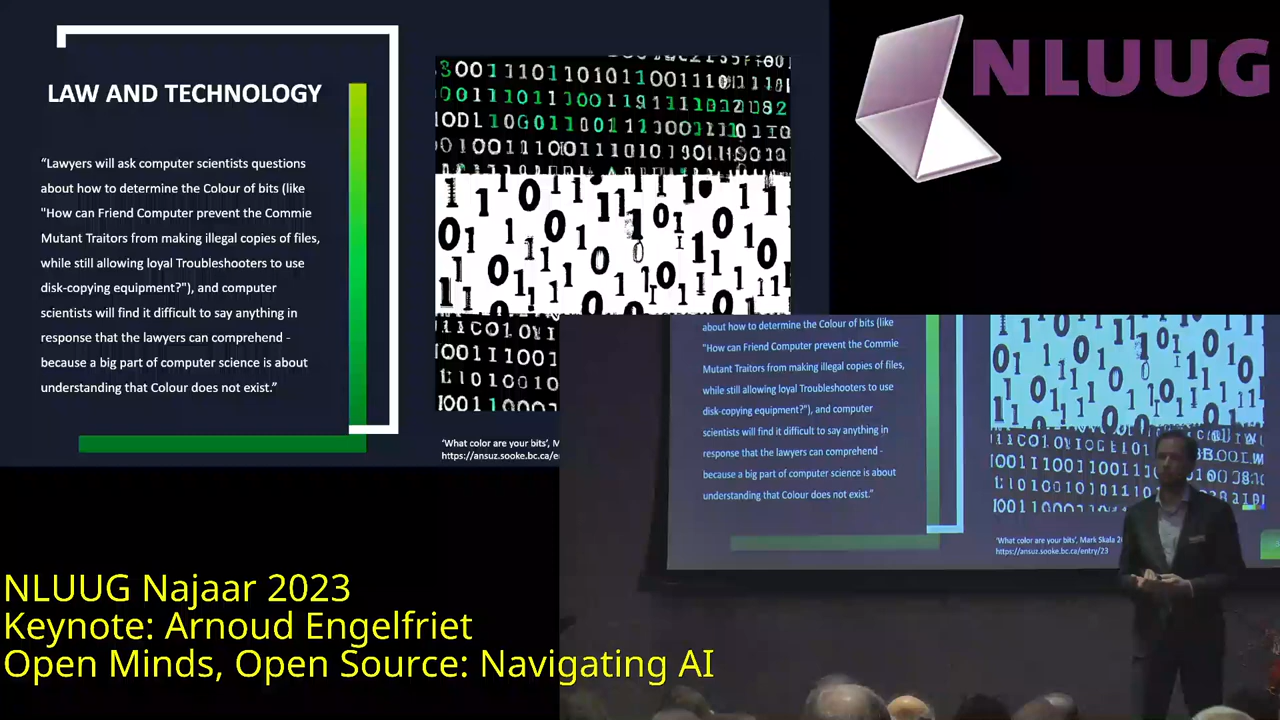 LAW AND TECHNOLOGY
“Lawyers will ask computer scientists questions
about how to determine the Colour of bits (like
"How can Friend Computer prevent the Commie
Mutant Traitors from making illegal copies of files,
while still allowing loyal Troubleshooters to use
disk-copying equipment?"), and computer
scientists will find it difficult to say anything in
response that the lawyers can comprehend -
because a big part of computer science is about
understanding that Colour does not exist.”
'What color are your bits', M
https://ansuz.sooke.bc.ca/e
NLUUG
about how to determine the Colour of bits (like
"How can Friend Computer prevent the Commie
Mutant Traitors from making illegal copies of files,
while still allowing loyal Troubleshooters to use
disk-copying equipment?"), and computer
scientists will find it difficult to say anything in
response that the lawyers can comprehend -
because a big part of computer science is about
understanding that Colour does not exist.”
'What color are your bits', Mark Skala
https://ansuz.sooke.bc.ca/entry/23
NLUUG Najaar 2023
Keynote: Arnoud Engelfriet
Open Minds, Open Source: Navigating AI